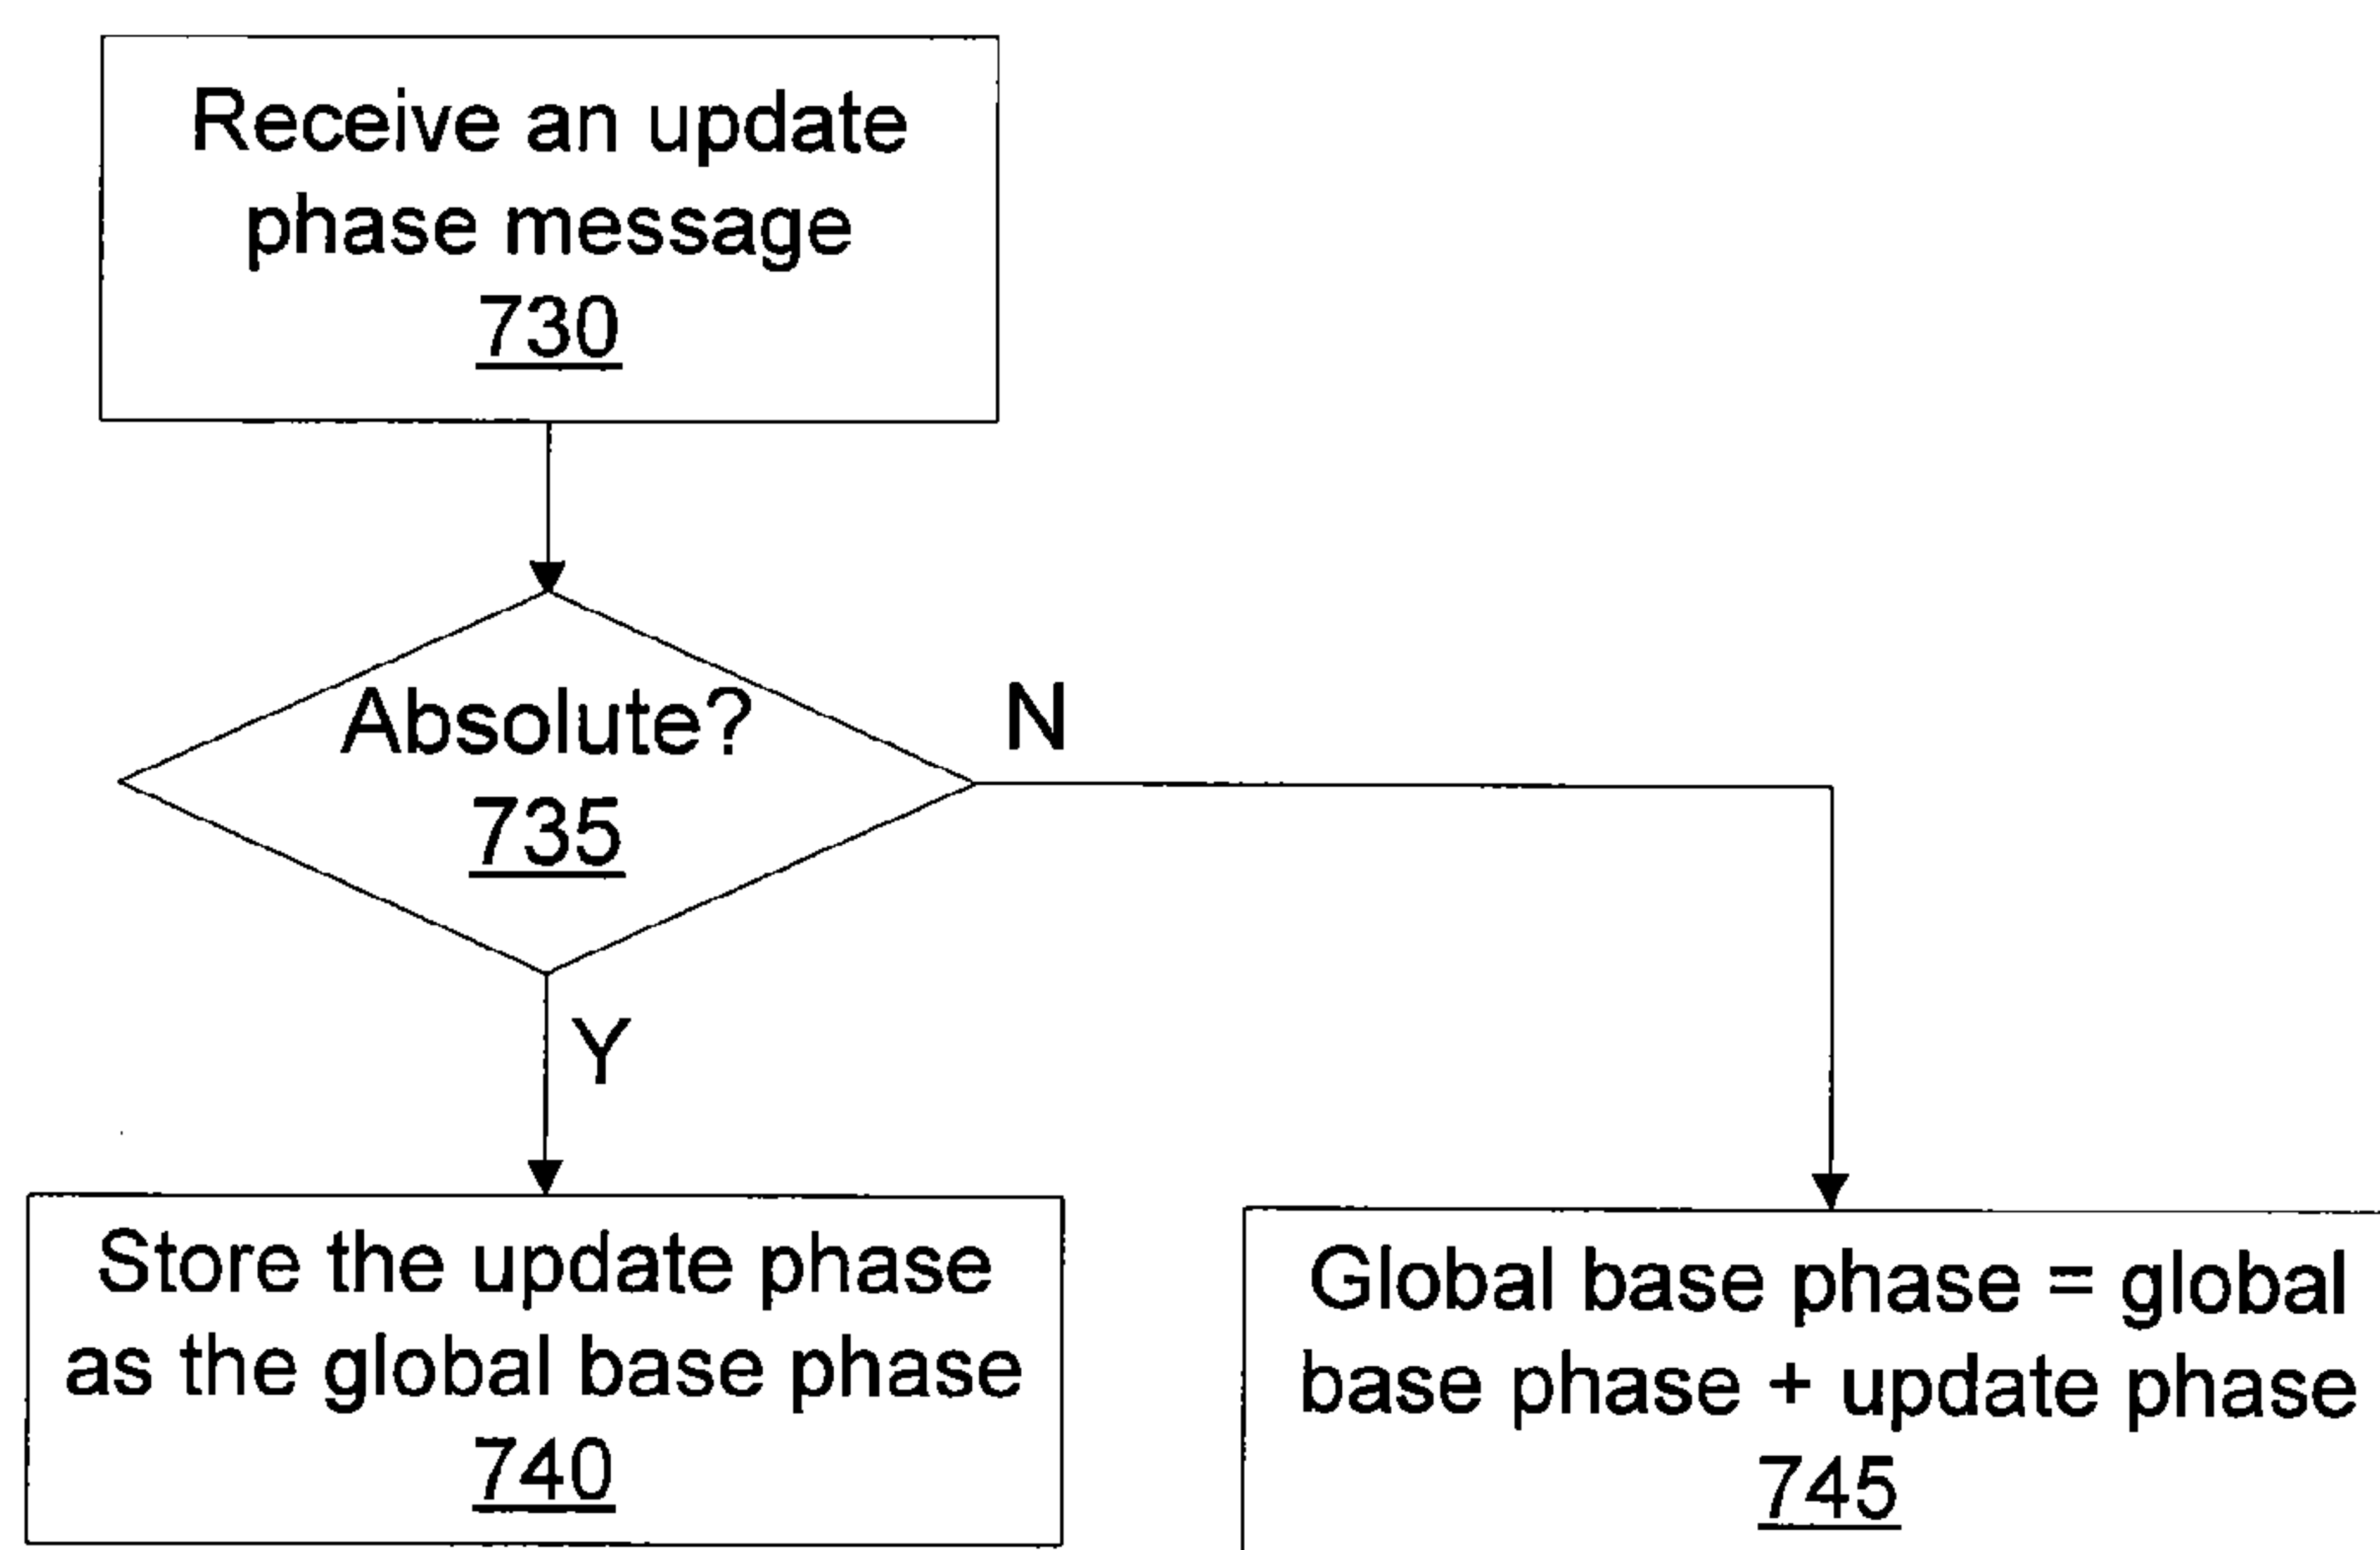 Receive an update
phase message
730
Absolute?
735
N
Y
Store the update phase
as the global base phase
740
Global base phase = global
base phase + update phase
745